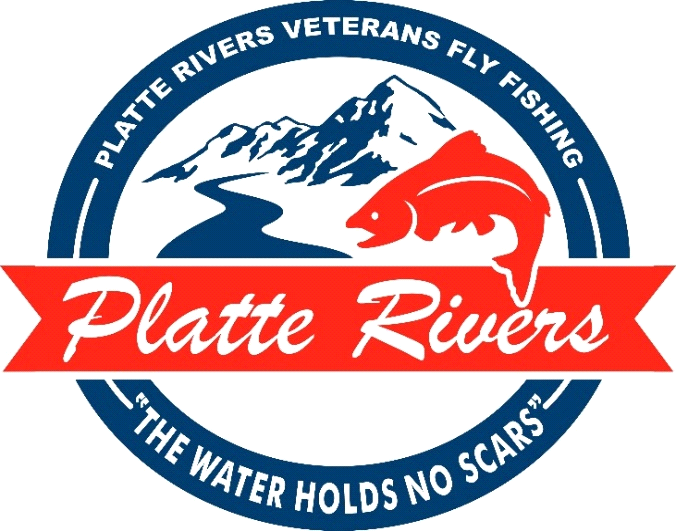 PLATTE RIVERS VETERANS FLY FISHING
Platte Rivers
"THE WATER HOLDS NO SCARS"